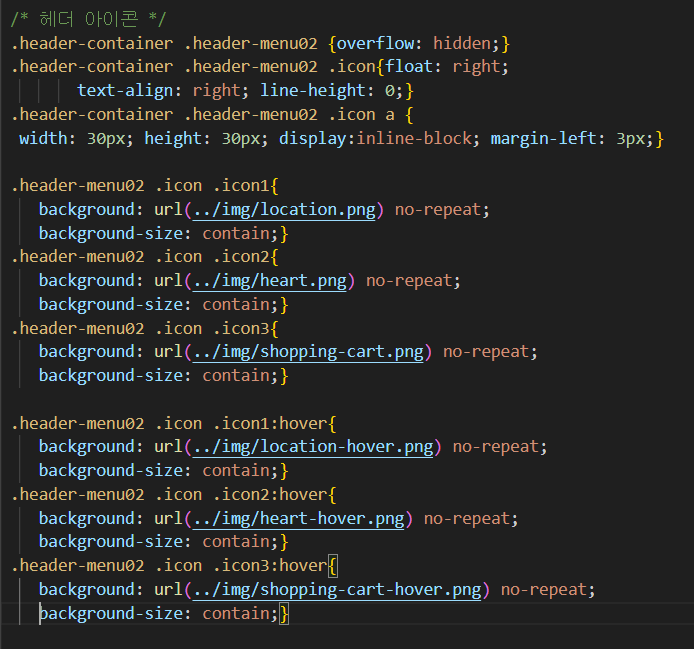 /* 헤더 아이콘 */
.header-container .header-menu02 {overflow: hidden;}
.header-container .header-menu02 .icon{float: right;
text-align: right; line-height: 0;}
.header-container .header-menu02 .icon a {
width: 30px; height: 30px; display:inline-block; margin-left: 3px;}
.header-menu02 .icon .icon1{
background: url(../img/location.png) no-repeat;
background-size: contain;}
.header-menu02 .icon .icon2{
background: url(../img/heart.png) no-repeat;
background-size: contain;}
.header-menu02 .icon .icon3{
background: url(../img/shopping-cart.png) no-repeat;
background-size: contain;}
.header-menu02 .icon .icon1:hover{
background: url(../img/location-hover.png) no-repeat;
background-size: contain;}
.header-menu02 .icon .icon2:hover{
background: url(../img/heart-hover.png) no-repeat;
background-size: contain;}
.header-menu02 .icon .icon3:hover{
background: url(../img/shopping-cart-hover.png) no-repeat;
background-size: contain;}